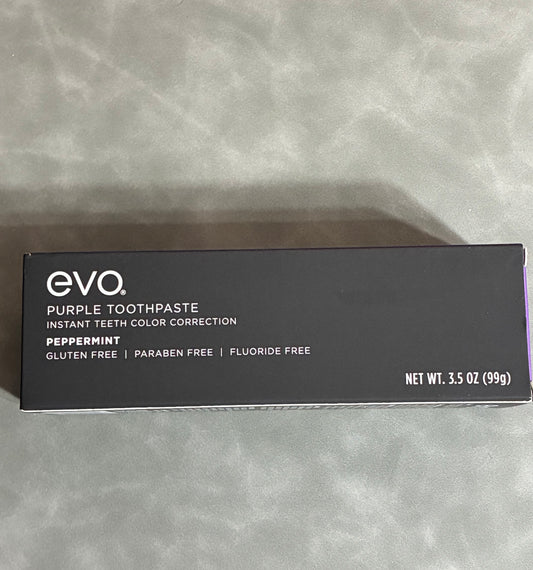 evo.
PURPLE TOOTHPASTE
INSTANT TEETH COLOR CORRECTION
PEPPERMINT
GLUTEN FREE | PARABEN FREE | FLUORIDE FREE
NET WT. 3.5 OZ (99g)